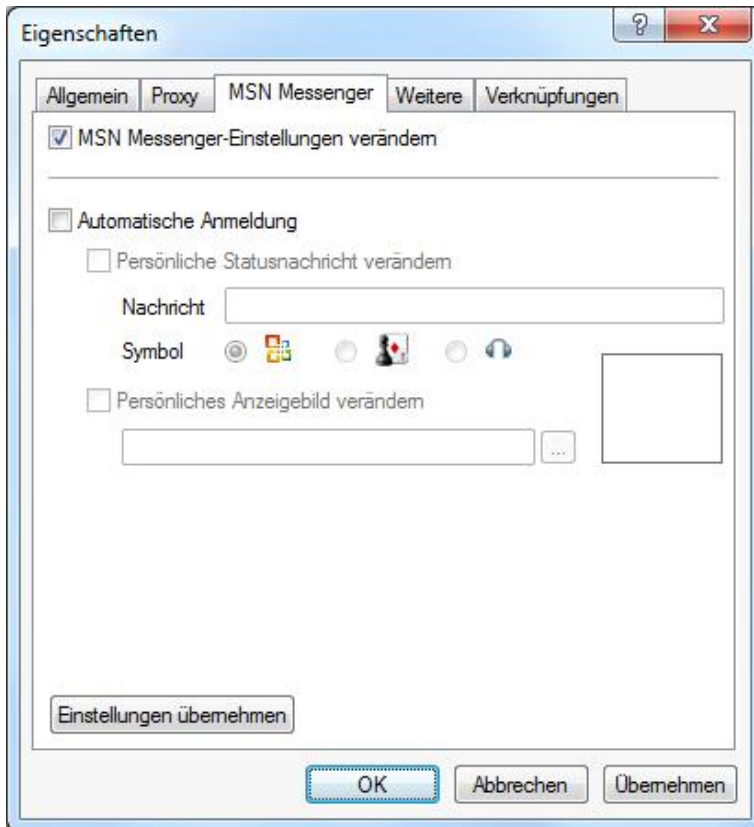 Eigenschaften
Allgemein Proxy MSN Messenger Weitere Verknüpfungen
MSN Messenger-Einstellungen verändern
Automatische Anmeldung
Persönliche Statusnachricht verändern
Nachricht
Symbol
Persönliches Anzeigebild verändern
...
Einstellungen übernehmen
OK Abbrechen Übernehmen